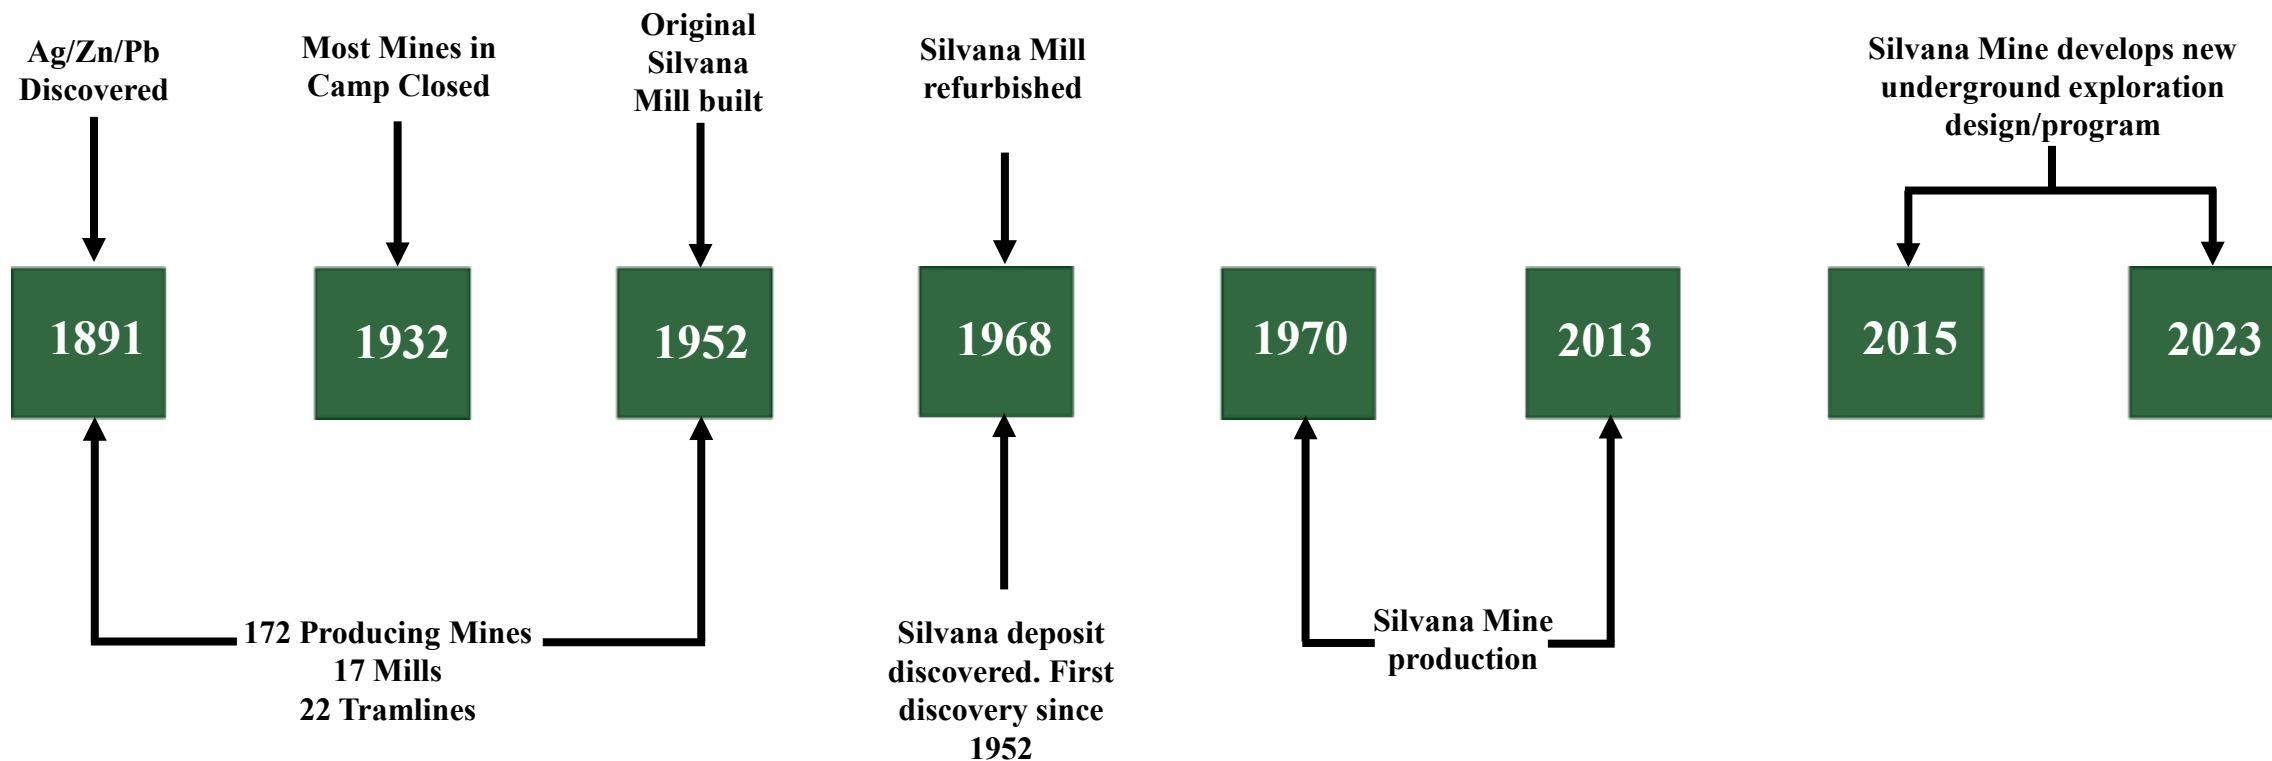 Ag/Zn/Pb
Discovered
Most Mines in
Camp Closed
Original
Silvana
Mill built
Silvana Mill
refurbished
Silvana Mine develops new
underground exploration
design/program
1891
1932
1952
1968
1970
2013
2015
2023
172 Producing Mines
17 Mills
22 Tramlines
Silvana deposit
discovered. First
discovery since
1952
Silvana Mine
production